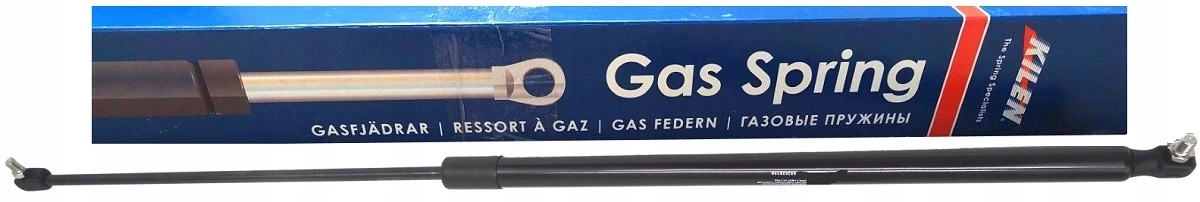 Gas Spring
GASFJÄDRAR | RESSORT À GAZ | GAS FEDERN | ГАЗОВЫЕ ПРУЖИНЫ
KILEN
The Spring Specialists